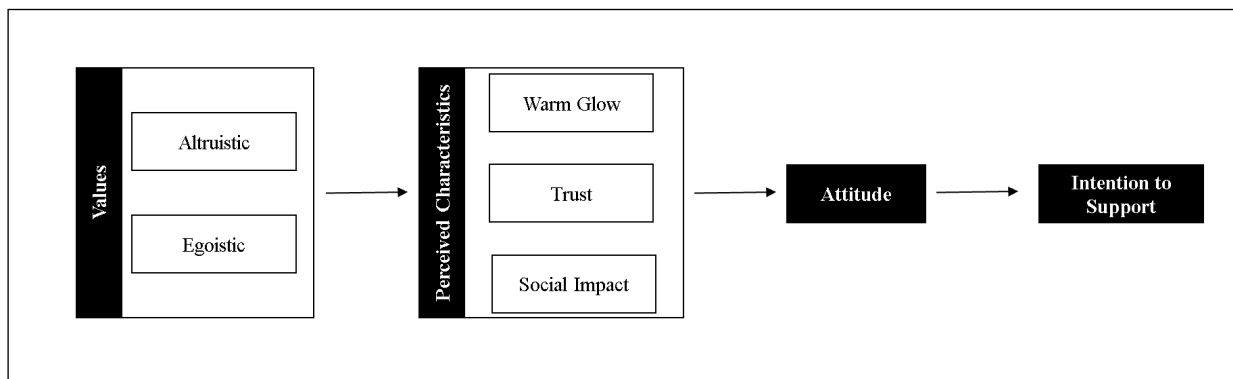 Values
Altruistic
Egoistic
Perceived Characteristics
Warm Glow
Trust
Social Impact
Attitude
Intention to
Support